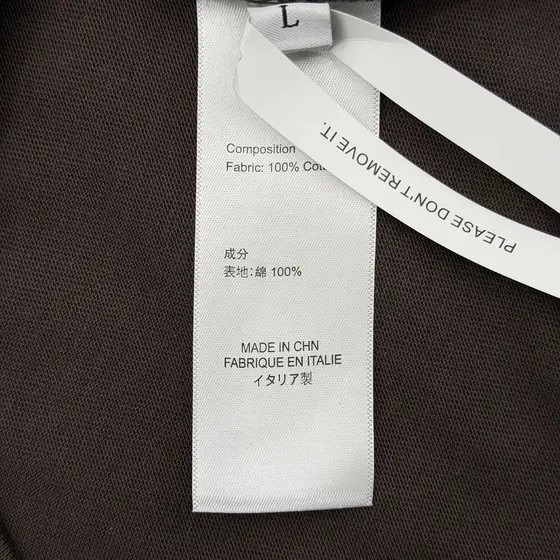 L
PLEASE DON'T REMOVE IT.
Composition
Fabric: 100%
成分
表地:綿 100%
MADE IN CHN
FABRIQUE EN ITALIE
イタリア製